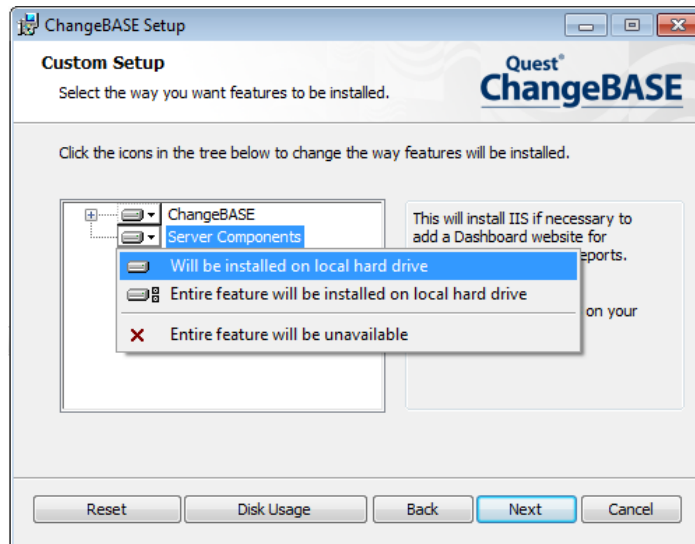 ChangeBASE Setup
Custom Setup
Select the way you want features to be installed.
Quest®
ChangeBASE
Click the icons in the tree below to change the way features will be installed.
ChangeBASE
Server Components
Will be installed on local hard drive
Entire feature will be installed on local hard drive
Entire feature will be unavailable
This will install IIS if necessary to
add a Dashboard website for
eports.
on your
Reset
Disk Usage
Back
Next
Cancel